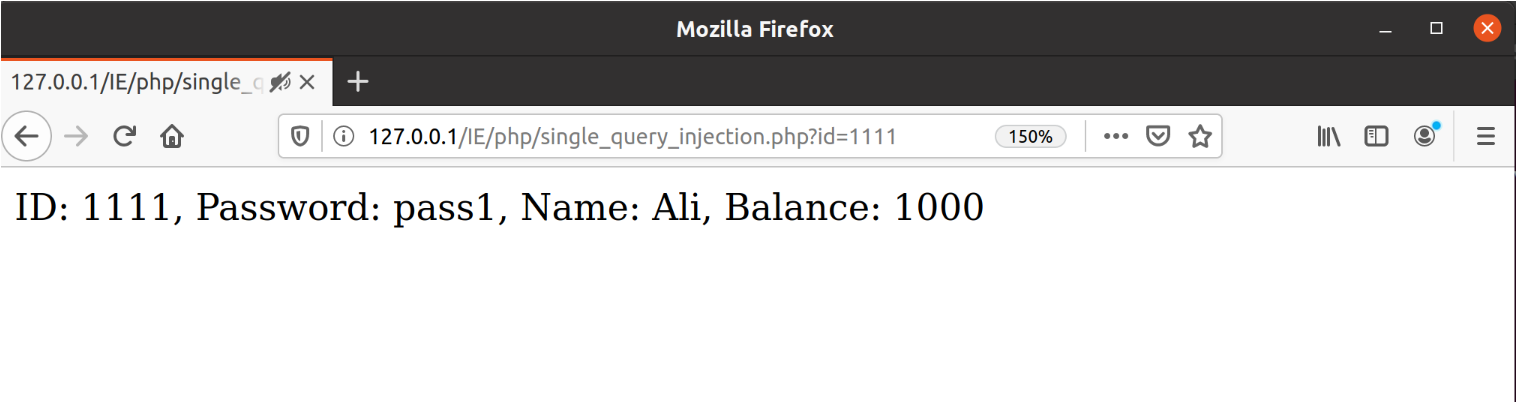 Mozilla Firefox
127.0.0.1/IE/php/single_q
127.0.0.1/IE/php/single_query_injection.php?id=1111 150%
ID: 1111, Password: pass1, Name: Ali, Balance: 1000